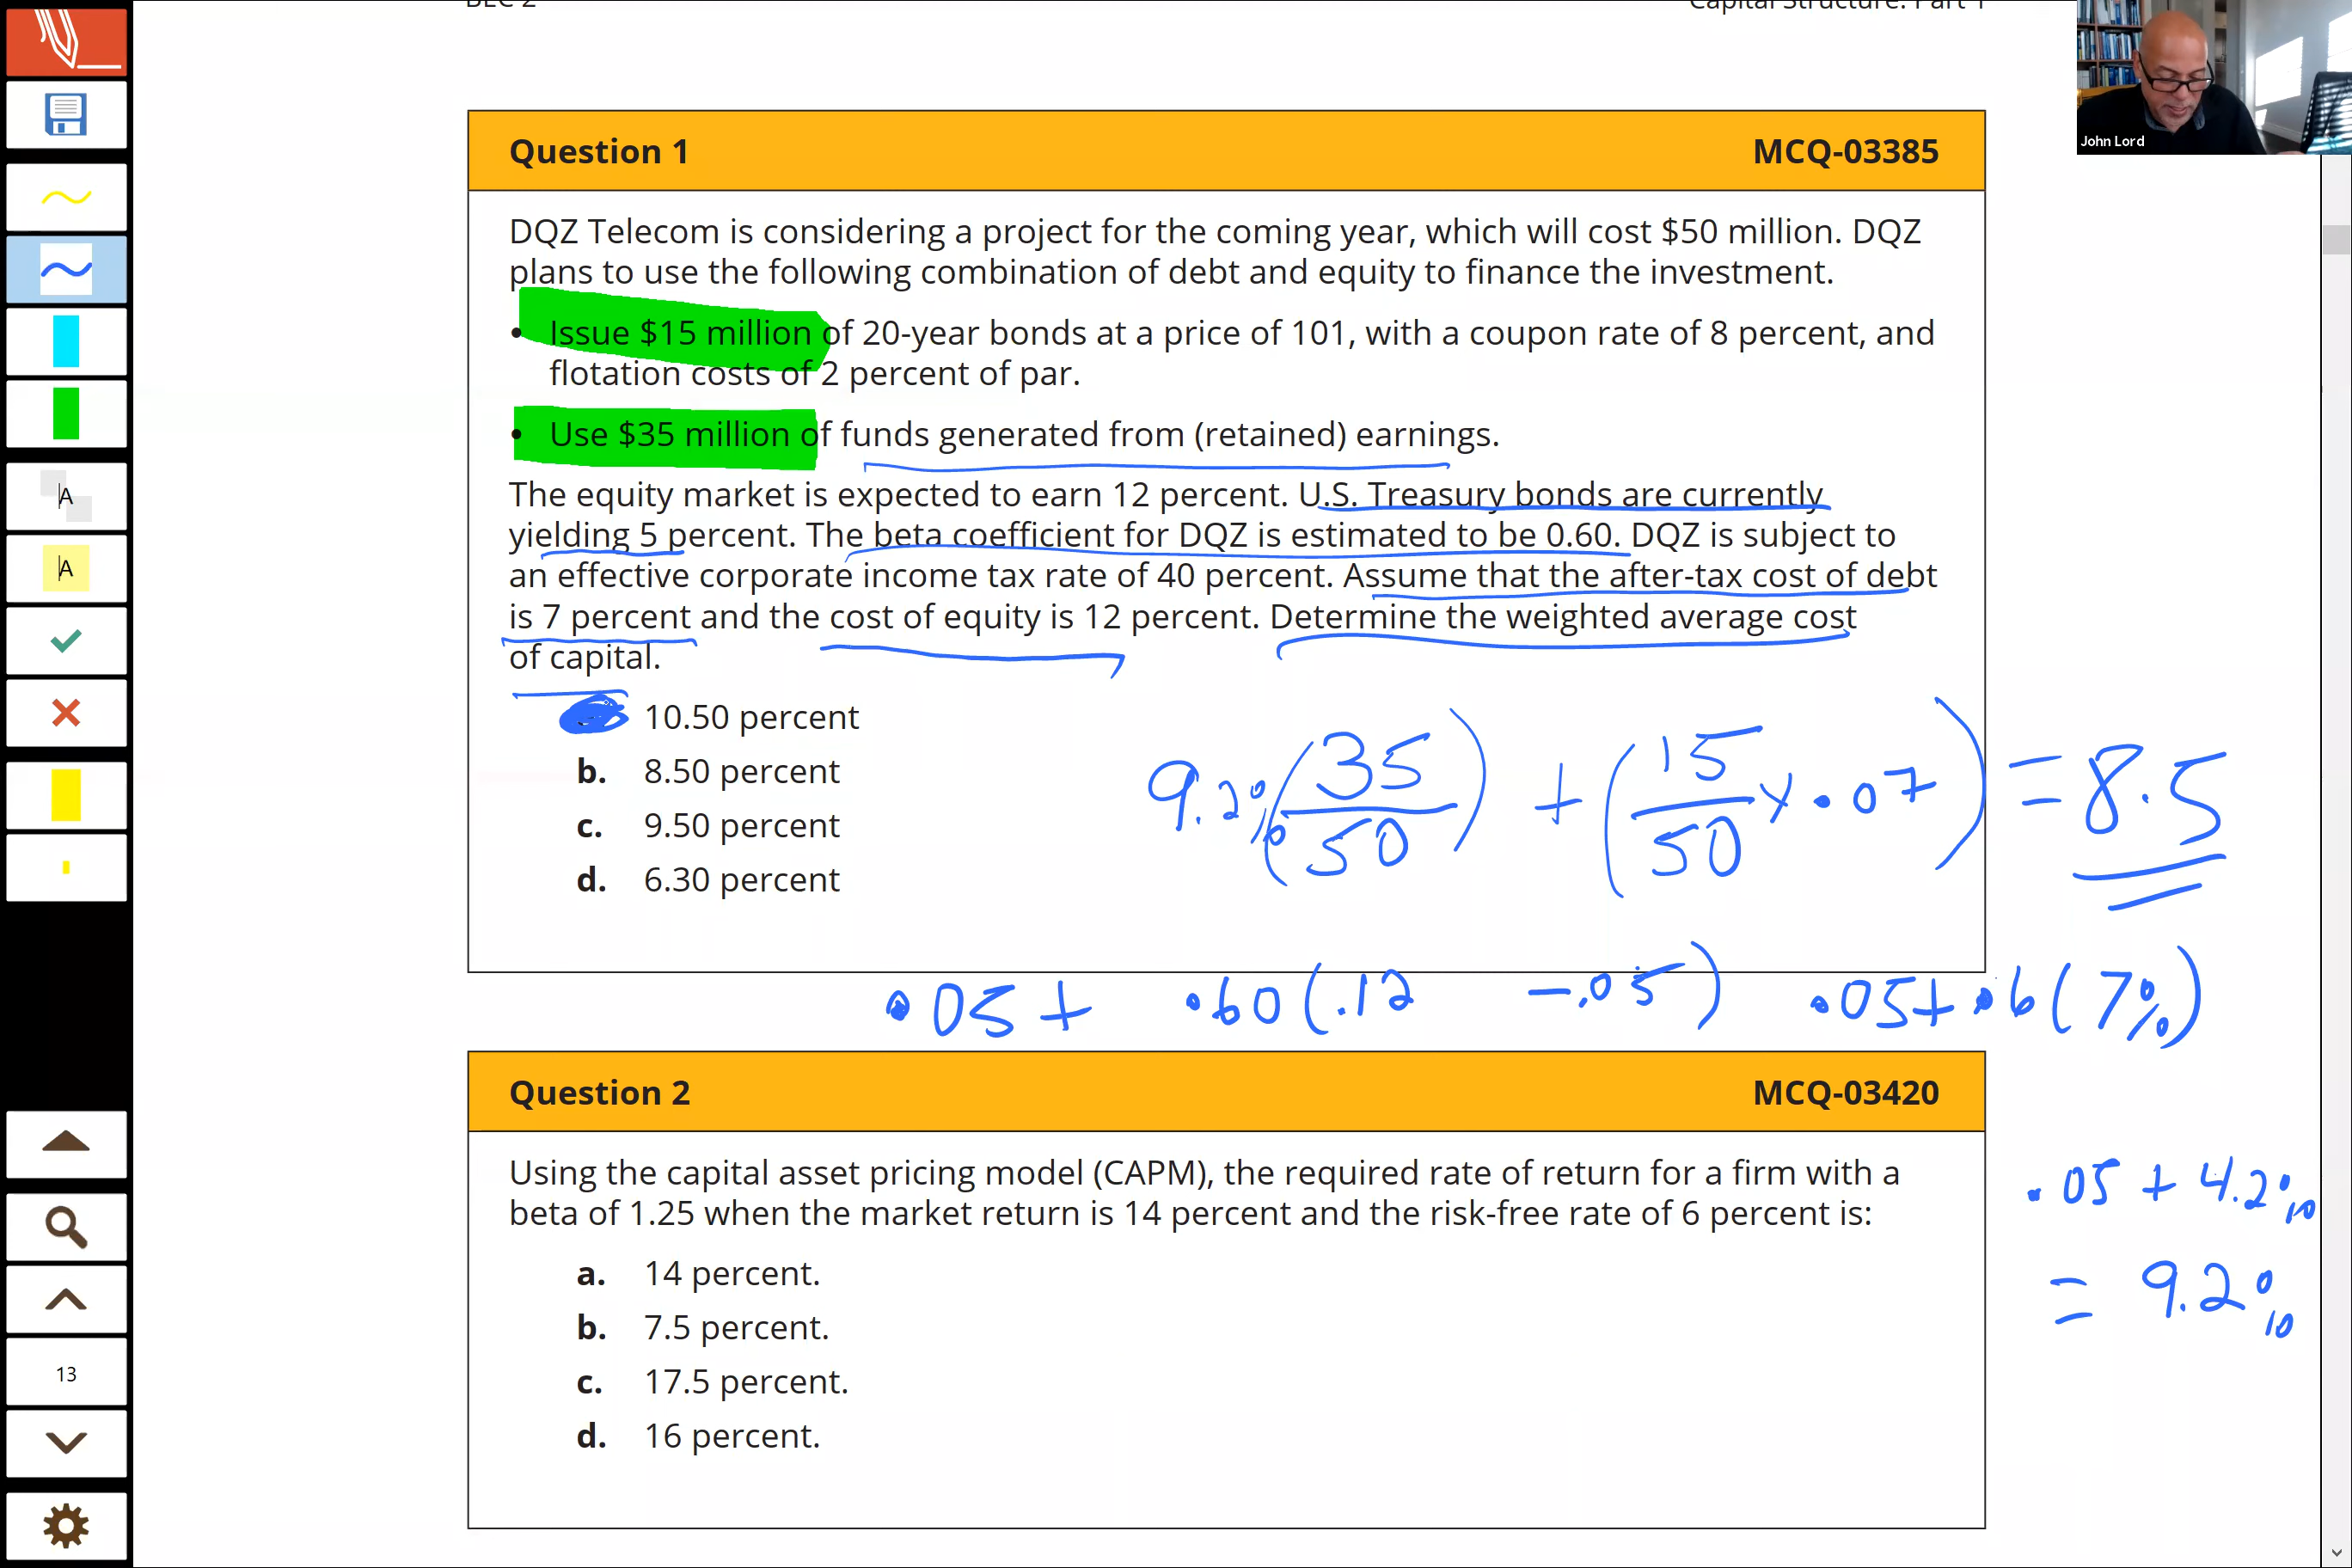 BEC 2 Capital Structure: Part 1
John Lord
Question 1 MCQ-03385
DQZ Telecom is considering a project for the coming year, which will cost $50 million. DQZ
plans to use the following combination of debt and equity to finance the investment.
• Issue $15 million of 20-year bonds at a price of 101, with a coupon rate of 8 percent, and
flotation costs of 2 percent of par.
• Use $35 million of funds generated from (retained) earnings.
The equity market is expected to earn 12 percent. U.S. Treasury bonds are currently
yielding 5 percent. The beta coefficient for DQZ is estimated to be 0.60. DQZ is subject to
an effective corporate income tax rate of 40 percent. Assume that the after-tax cost of debt
is 7 percent and the cost of equity is 12 percent. Determine the weighted average cost
of capital.
10.50 percent
b. 8.50 percent
c. 9.50 percent
d. 6.30 percent
9.2% (35/50) + (15/50 x .07) = 8.5
.05 + .60 (.12 -.05) .05 + .6 (7%)
Question 2 MCQ-03420
Using the capital asset pricing model (CAPM), the required rate of return for a firm with a
beta of 1.25 when the market return is 14 percent and the risk-free rate of 6 percent is:
.05 + 4.2%
= 9.2%
a. 14 percent.
b. 7.5 percent.
c. 17.5 percent.
d. 16 percent.
A
A
13